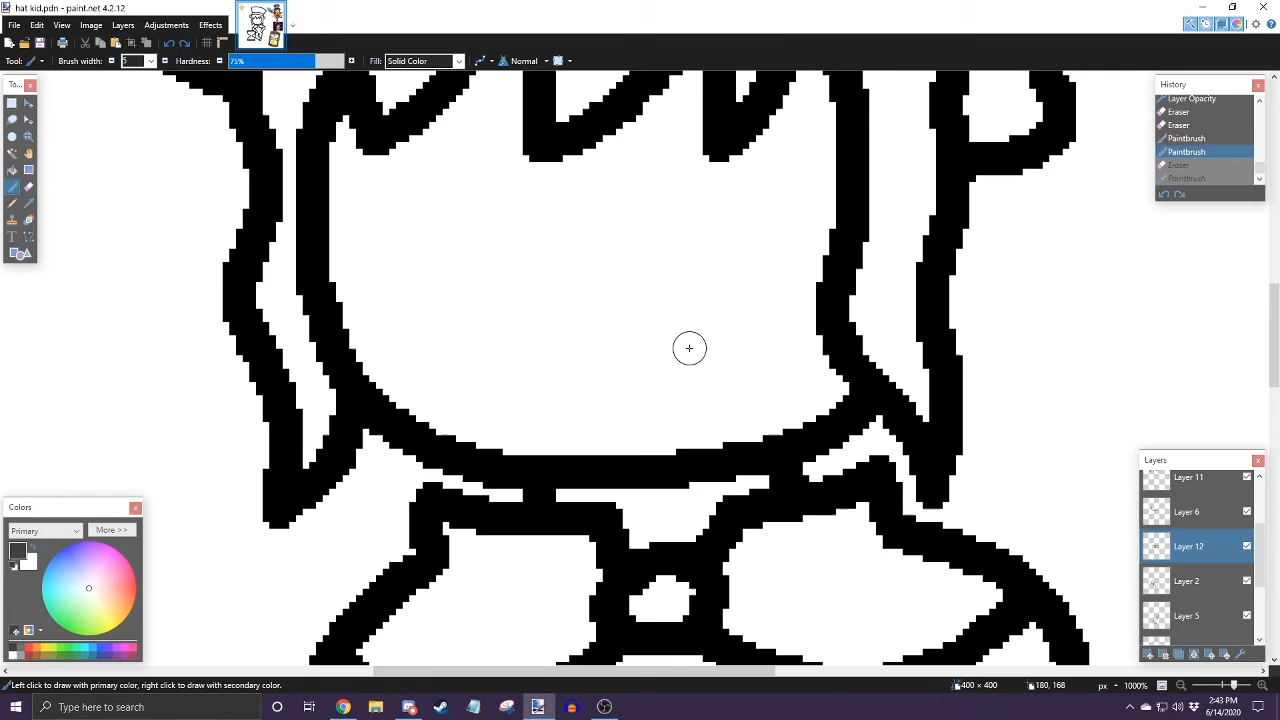 hat kid.pdn - paint.net 4.2.12
File Edit View Image Layers Adjustments Effects
Tool Brush width: 5 Hardness: 75% Fill: Solid Color Normal
To...
History
Layer Opacity
Eraser
Eraser
Paintbrush
Paintbrush
Eraser
Paintbrush
Layers
Layer 11
Layer 6
Layer 12
Layer 2
Layer 5
Colors
Primary More >>
Left click to draw with primary color, right click to draw with secondary color. 400 × 400 180, 168 px 1000%
Type here to search
2:43 PM
6/14/2020